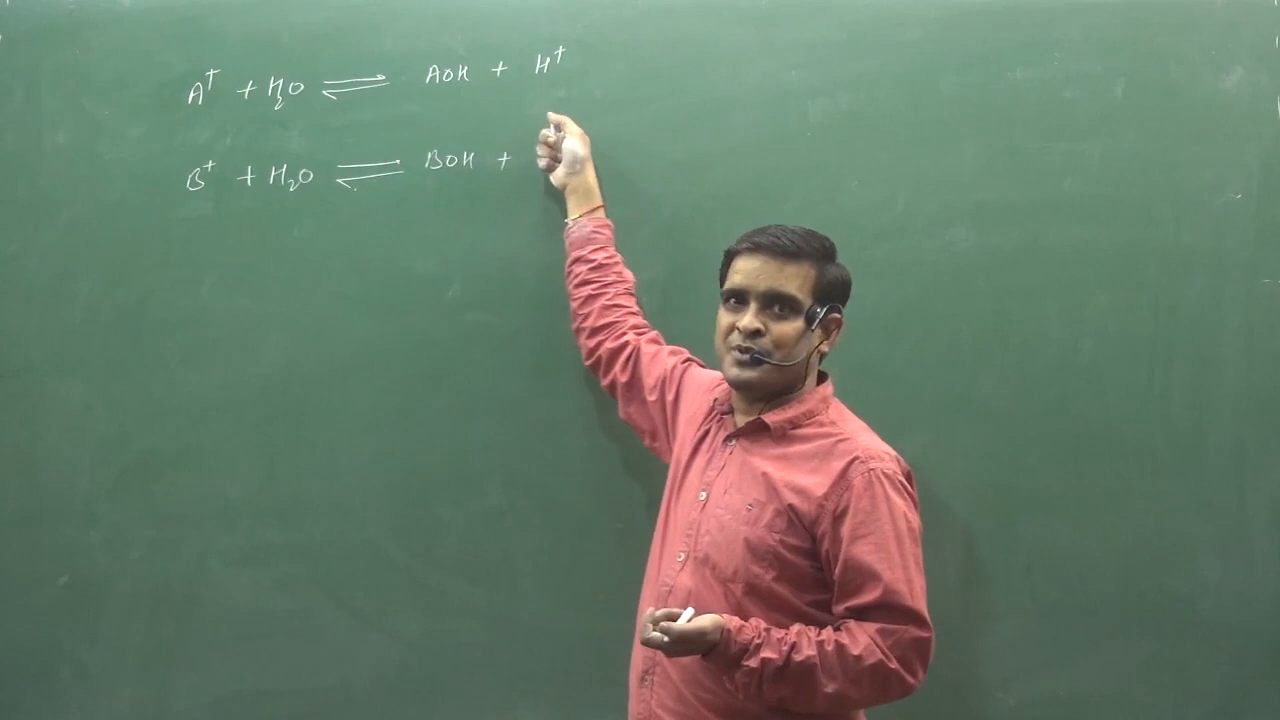 A⁺ + H₂O ⇌ AOH + H⁺
B⁺ + H₂O ⇌ BOH +